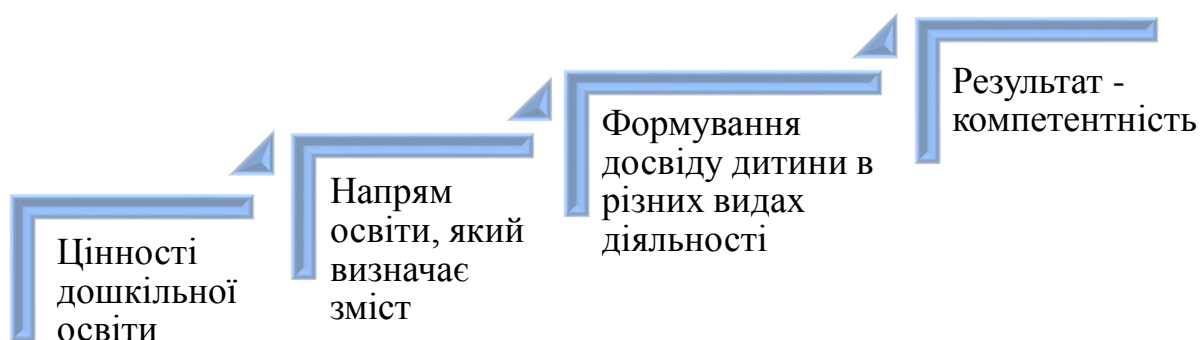 Цінності
дошкільної
освіти
Напрям
освіти, який
визначає
зміст
Формування
досвіду дитини в
різних видах
діяльності
Результат -
компетентність